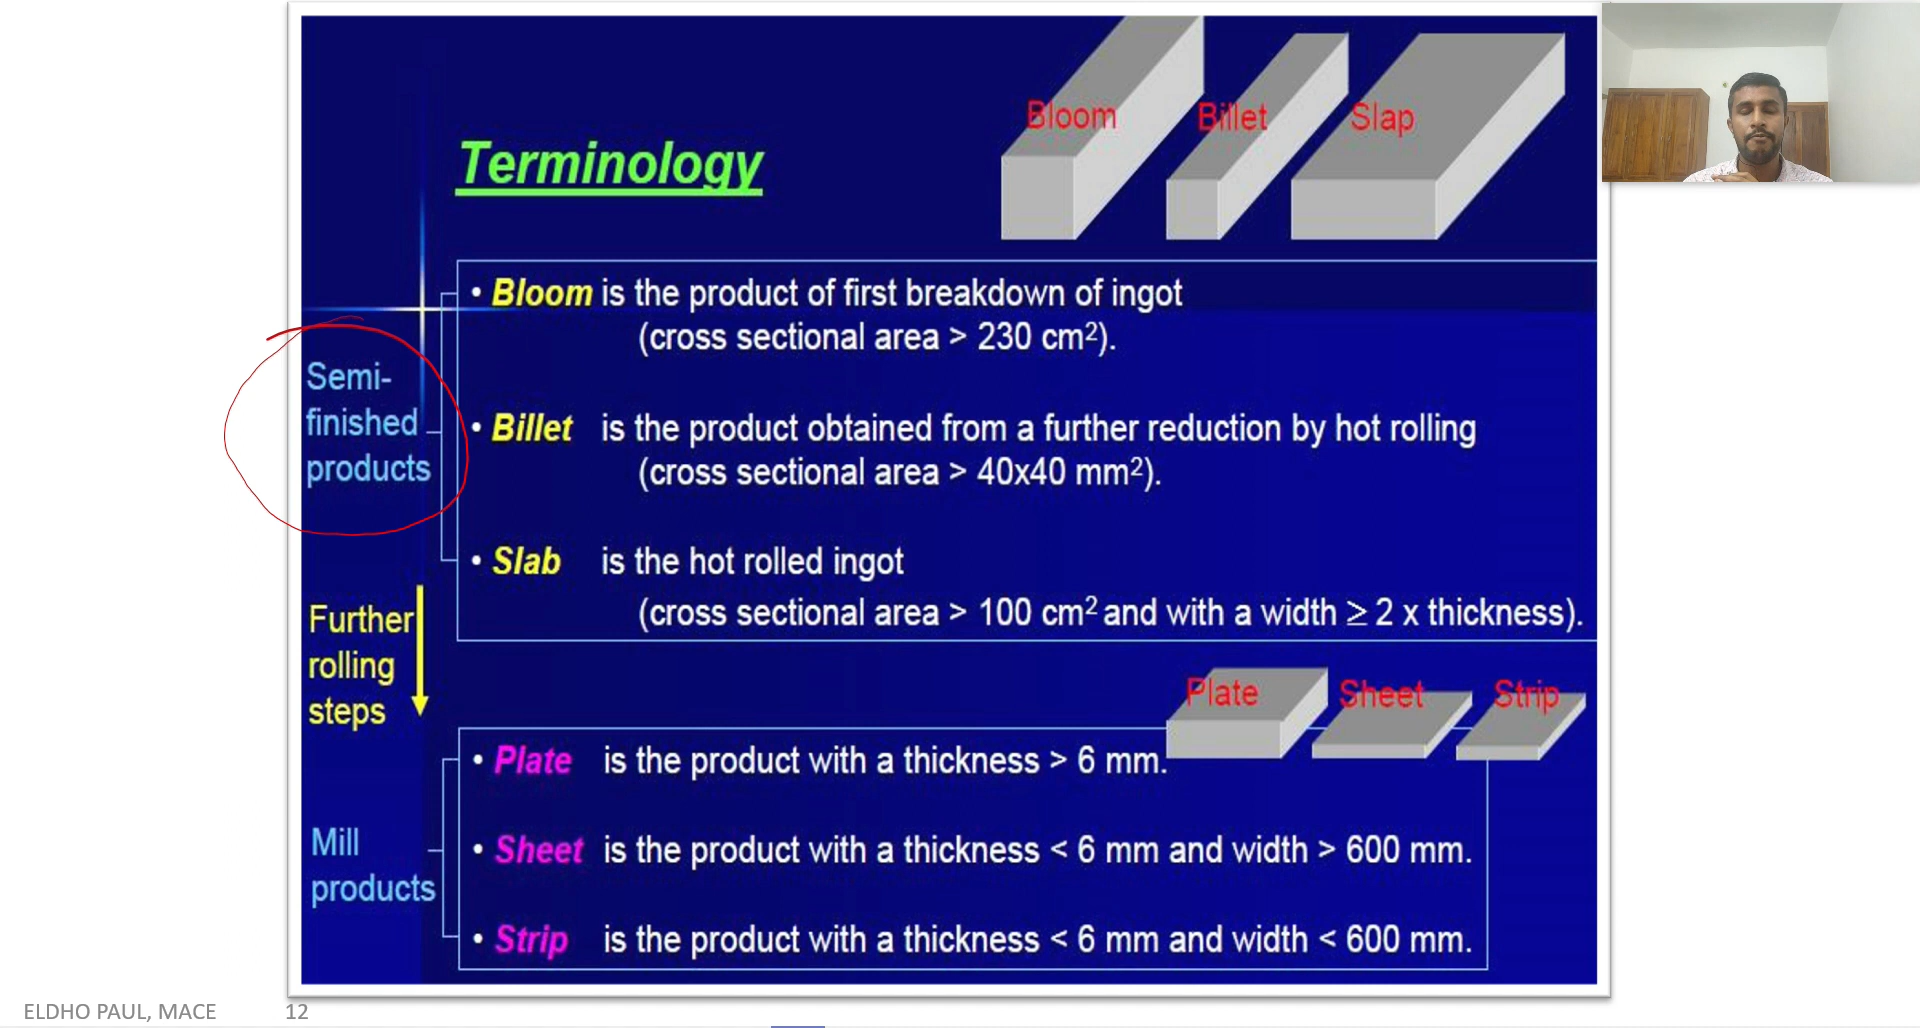 Bloom
Billet
Slap
Terminology
• Bloom is the product of first breakdown of ingot
(cross sectional area > 230 cm²).
Semi-
finished
products
• Billet is the product obtained from a further reduction by hot rolling
(cross sectional area > 40x40 mm²).
• Slab is the hot rolled ingot
(cross sectional area > 100 cm² and with a width ≥ 2 x thickness).
Further
rolling
steps
Plate
Sheet
Strip
• Plate is the product with a thickness > 6 mm.
Mill
products
• Sheet is the product with a thickness < 6 mm and width > 600 mm.
• Strip is the product with a thickness < 6 mm and width < 600 mm.
ELDHO PAUL, MACE
12